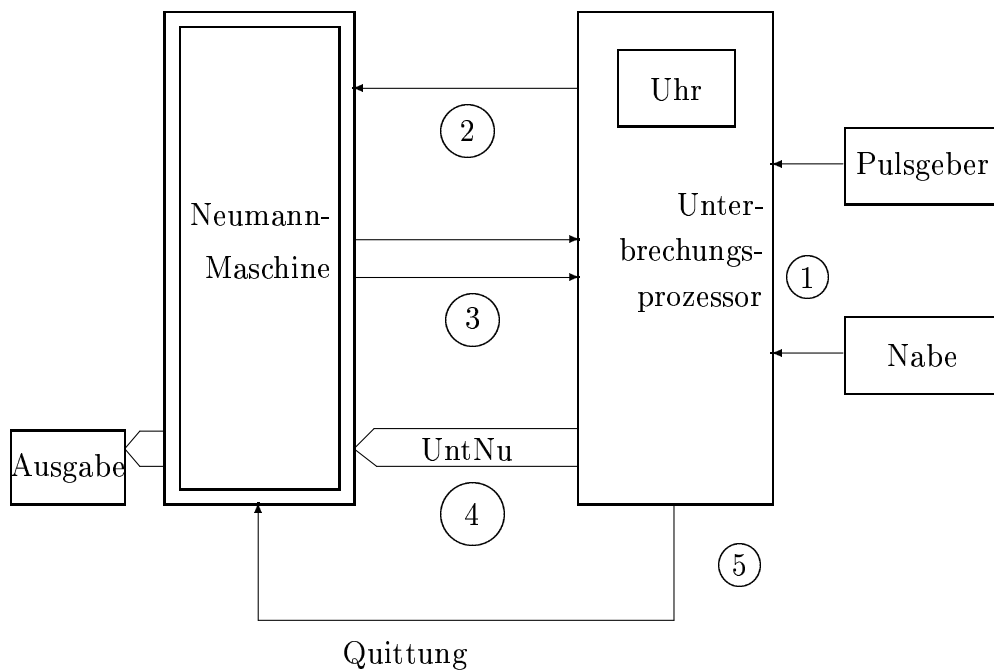 Uhr
2
Pulsgeber
Neumann-
Maschine
Unter-
brechungs-
prozessor
1
3
Nabe
Ausgabe
UntNu
4
5
Quittung